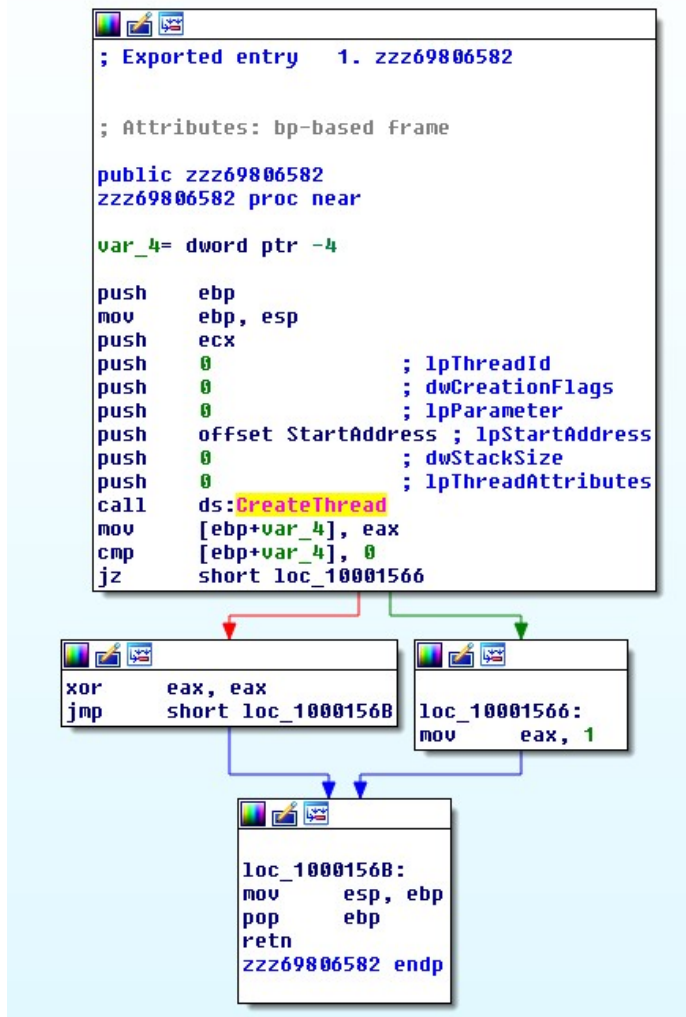 ; Exported entry   1. zzz69806582
; Attributes: bp-based frame
public zzz69806582
zzz69806582 proc near
var_4= dword ptr -4
push    ebp
mov     ebp, esp
push    ecx
push    0               ; lpThreadId
push    0               ; dwCreationFlags
push    0               ; lpParameter
push    offset StartAddress ; lpStartAddress
push    0               ; dwStackSize
push    0               ; lpThreadAttributes
call    ds:CreateThread
mov     [ebp+var_4], eax
cmp     [ebp+var_4], 0
jz      short loc_10001566
xor     eax, eax
jmp     short loc_1000156B
loc_10001566:
mov     eax, 1
loc_1000156B:
mov     esp, ebp
pop     ebp
retn
zzz69806582 endp